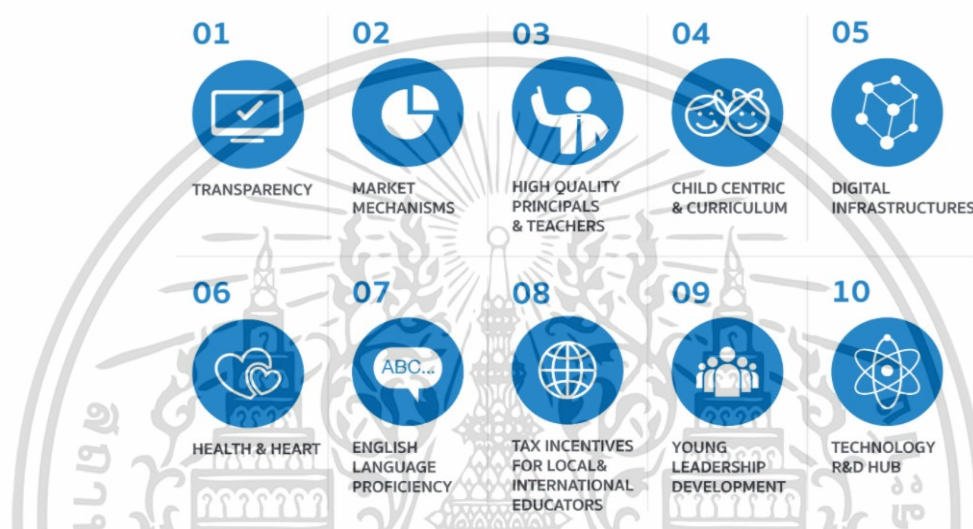 01
TRANSPARENCY
02
MARKET
MECHANISMS
03
HIGH QUALITY
PRINCIPALS
& TEACHERS
04
CHILD CENTRIC
& CURRICULUM
05
DIGITAL
INFRASTRUCTURES
06
HEALTH & HEART
07
ABC...
ENGLISH
LANGUAGE
PROFICIENCY
08
TAX INCENTIVES
FOR LOCAL&
INTERNATIONAL
EDUCATORS
09
YOUNG
LEADERSHIP
DEVELOPMENT
10
TECHNOLOGY
R&D HUB